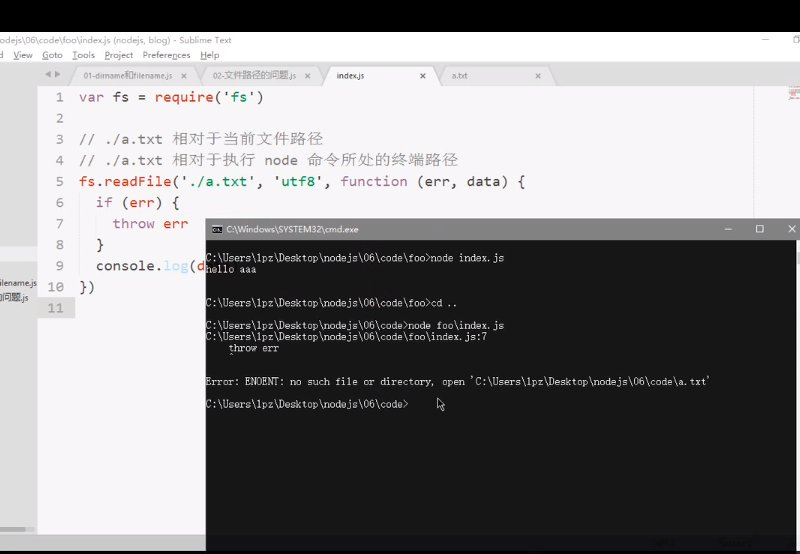 odejs\06\code\foo\index.js (nodejs, blog) - Sublime Text
d View Goto Tools Project Preferences Help
01-dirname和filename.js × 02-文件路径的问题.js × index.js × a.txt ×
1 var fs = require('fs')
2
3 // ./a.txt 相对于当前文件路径
4 // ./a.txt 相对于执行 node 命令所处的终端路径
5 fs.readFile('./a.txt', 'utf8', function (err, data) {
6 if (err) {
7 throw err
8 }
9 console.log(d
10 })
11
ilename.js
的问题.js
C:\Windows\SYSTEM32\cmd.exe
C:\Users\lpz\Desktop\nodejs\06\code\foo>node index.js
hello aaa
C:\Users\lpz\Desktop\nodejs\06\code\foo>cd ..
C:\Users\lpz\Desktop\nodejs\06\code>node foo\index.js
C:\Users\lpz\Desktop\nodejs\06\code\foo\index.js:7
throw err
^
Error: ENOENT: no such file or directory, open 'C:\Users\lpz\Desktop\nodejs\06\code\a.txt'
C:\Users\lpz\Desktop\nodejs\06\code>